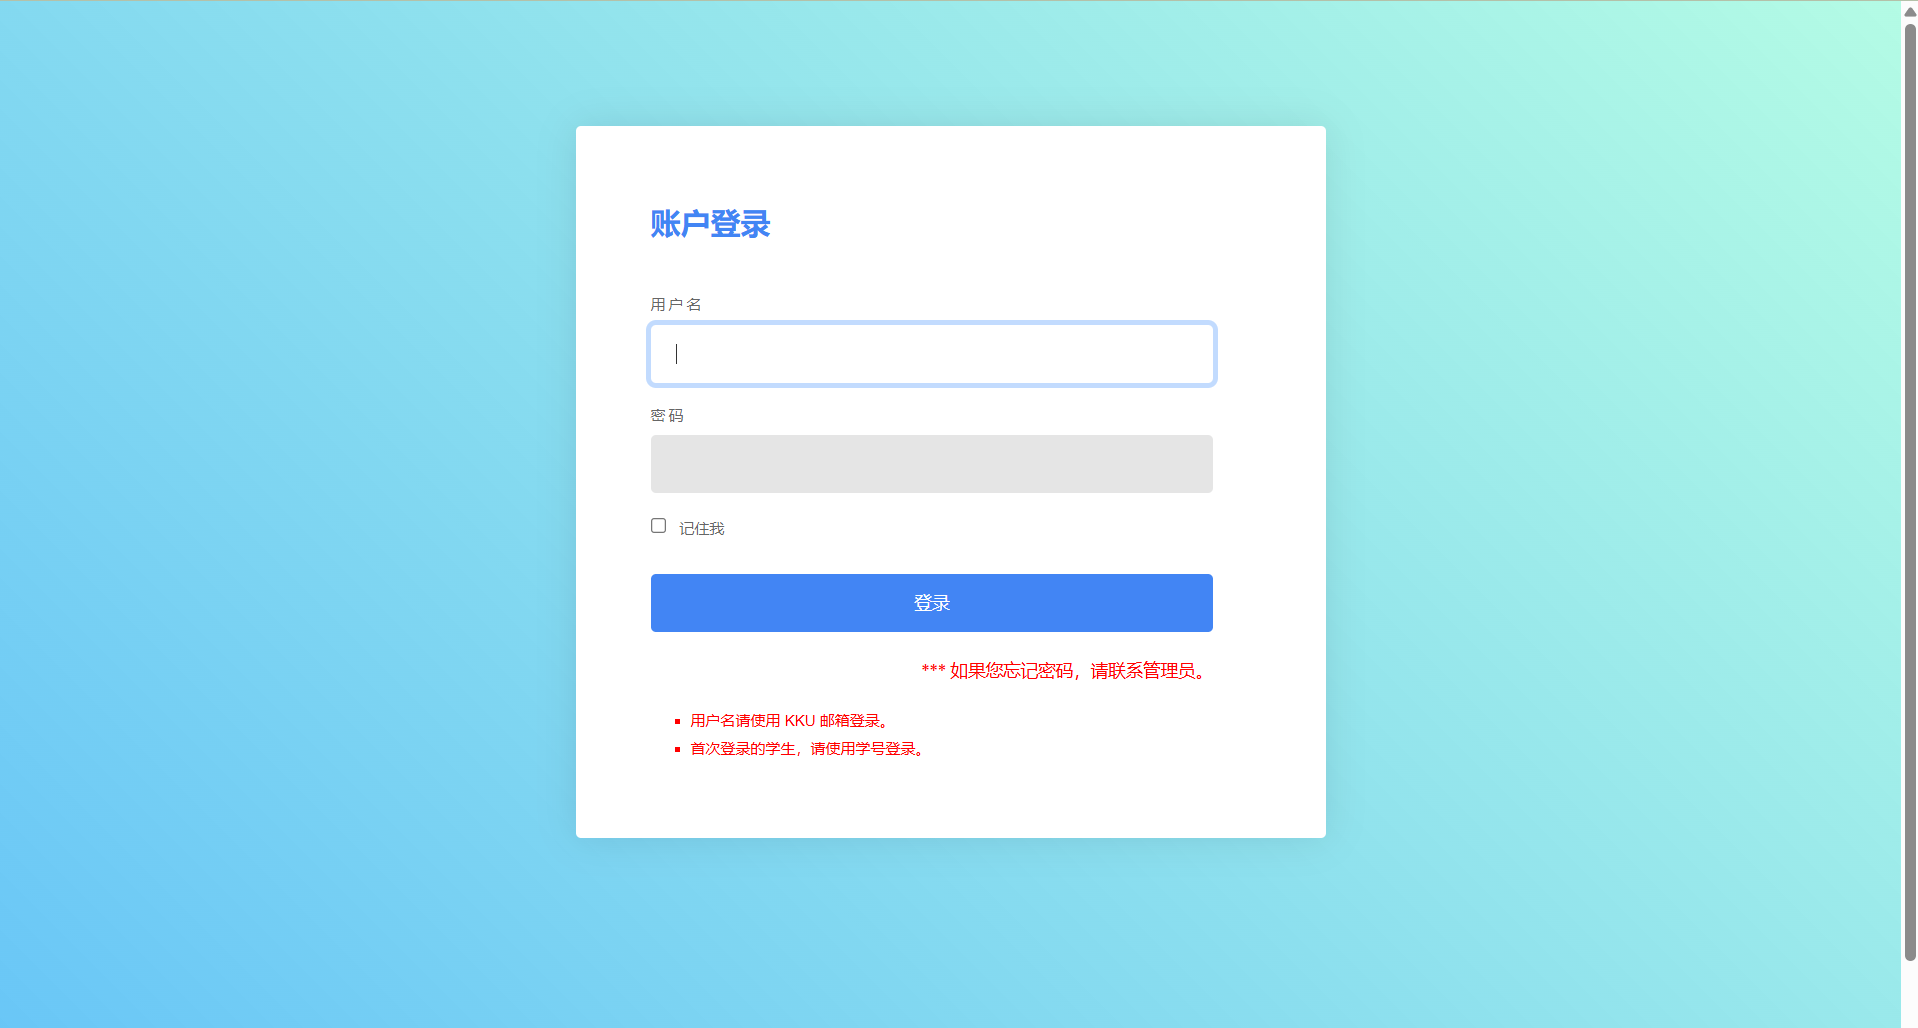 账户登录
用户名
密码
记住我
登录
*** 如果您忘记密码，请联系管理员。
用户名请使用 KKU 邮箱登录。
首次登录的学生，请使用学号登录。